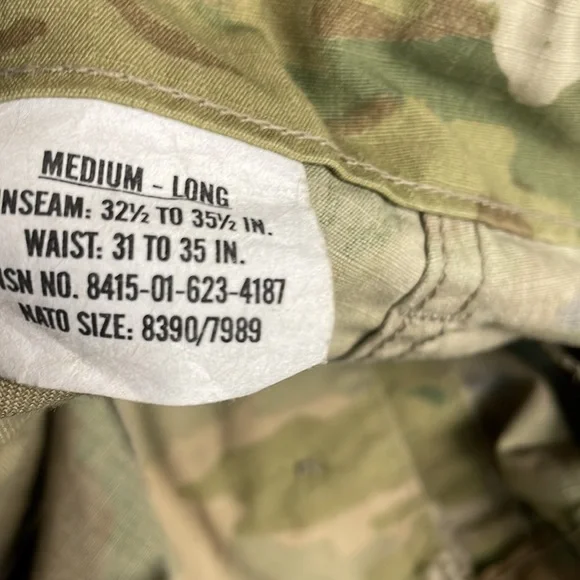 MEDIUM - LONG
INSEAM: 32½ TO 35½ IN.
WAIST: 31 TO 35 IN.
NSN NO. 8415-01-623-4187
NATO SIZE: 8390/7989